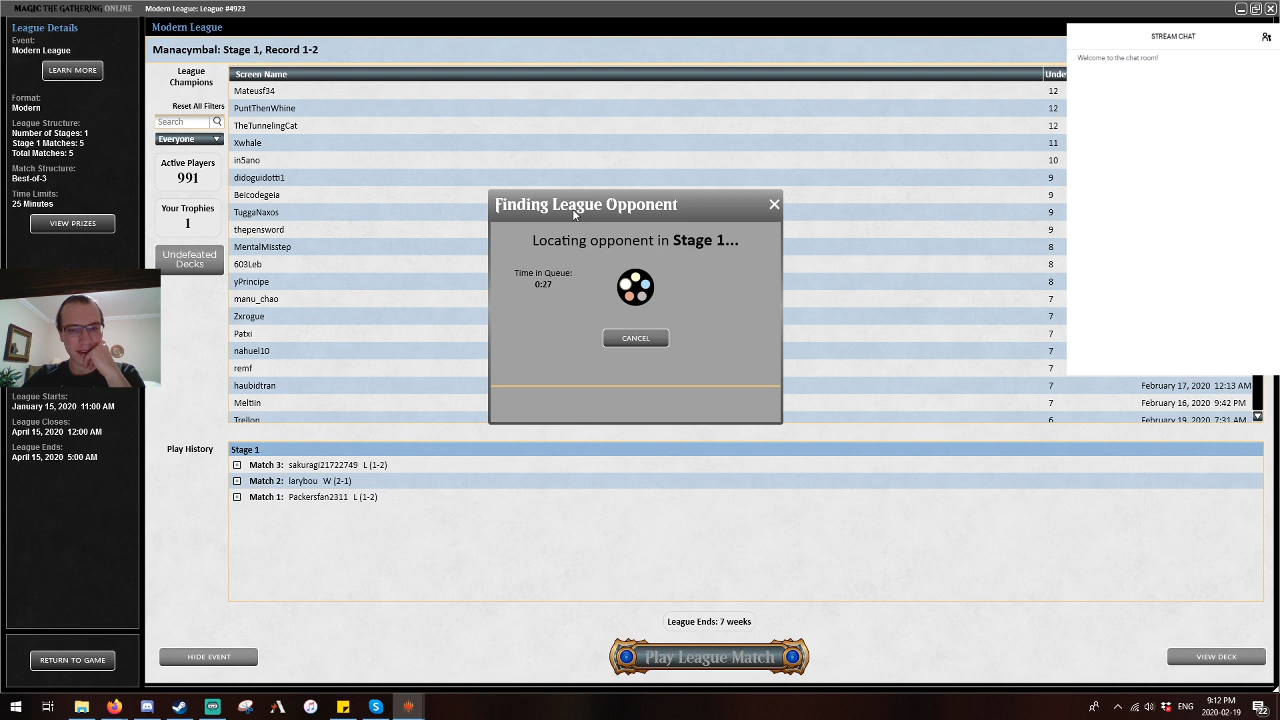 MAGIC THE GATHERING ONLINE
Modern League: League #4923
League Details
Event:
Modern League
LEARN MORE
Format:
Modern
League Structure:
Number of Stages: 1
Stage 1 Matches: 5
Total Matches: 5
Match Structure:
Best-of-3
Time Limits:
25 Minutes
VIEW PRIZES
League Starts:
January 15, 2020 11:00 AM
League Closes:
April 15, 2020 12:00 AM
League Ends:
April 15, 2020 5:00 AM
RETURN TO GAME
Modern League
Manacymbal: Stage 1, Record 1-2
League
Champions
Reset All Filters
Search
Everyone
Active Players
991
Your Trophies
1
Undefeated
Decks
Screen Name Unde
Mateusf34 12
PuntThenWhine 12
TheTunnelingCat 12
Xwhale 11
in5ano 10
didoguidotti1 9
Beicodegeia 9
TuggaNaxos 9
thepensword 9
MentalMisstep 8
603Leb 8
yPrincipe 8
manu_chao 7
Zxrogue 7
Patxi 7
nahuel10 7
remf 7
haubidtran 7 February 17, 2020 12:13 AM
Meltiin 7 February 16, 2020 9:42 PM
Trellon 6 February 19, 2020 7:31 AM
Finding League Opponent
Locating opponent in Stage 1...
Time in Queue:
0:27
CANCEL
STREAM CHAT
Welcome to the chat room!
Play History
Stage 1
Match 3: sakuragi21722749 L (1-2)
Match 2: larybou W (2-1)
Match 1: Packersfan2311 L (1-2)
League Ends: 7 weeks
HIDE EVENT
Play League Match
VIEW DECK
ENG
9:12 PM
2020-02-19
22